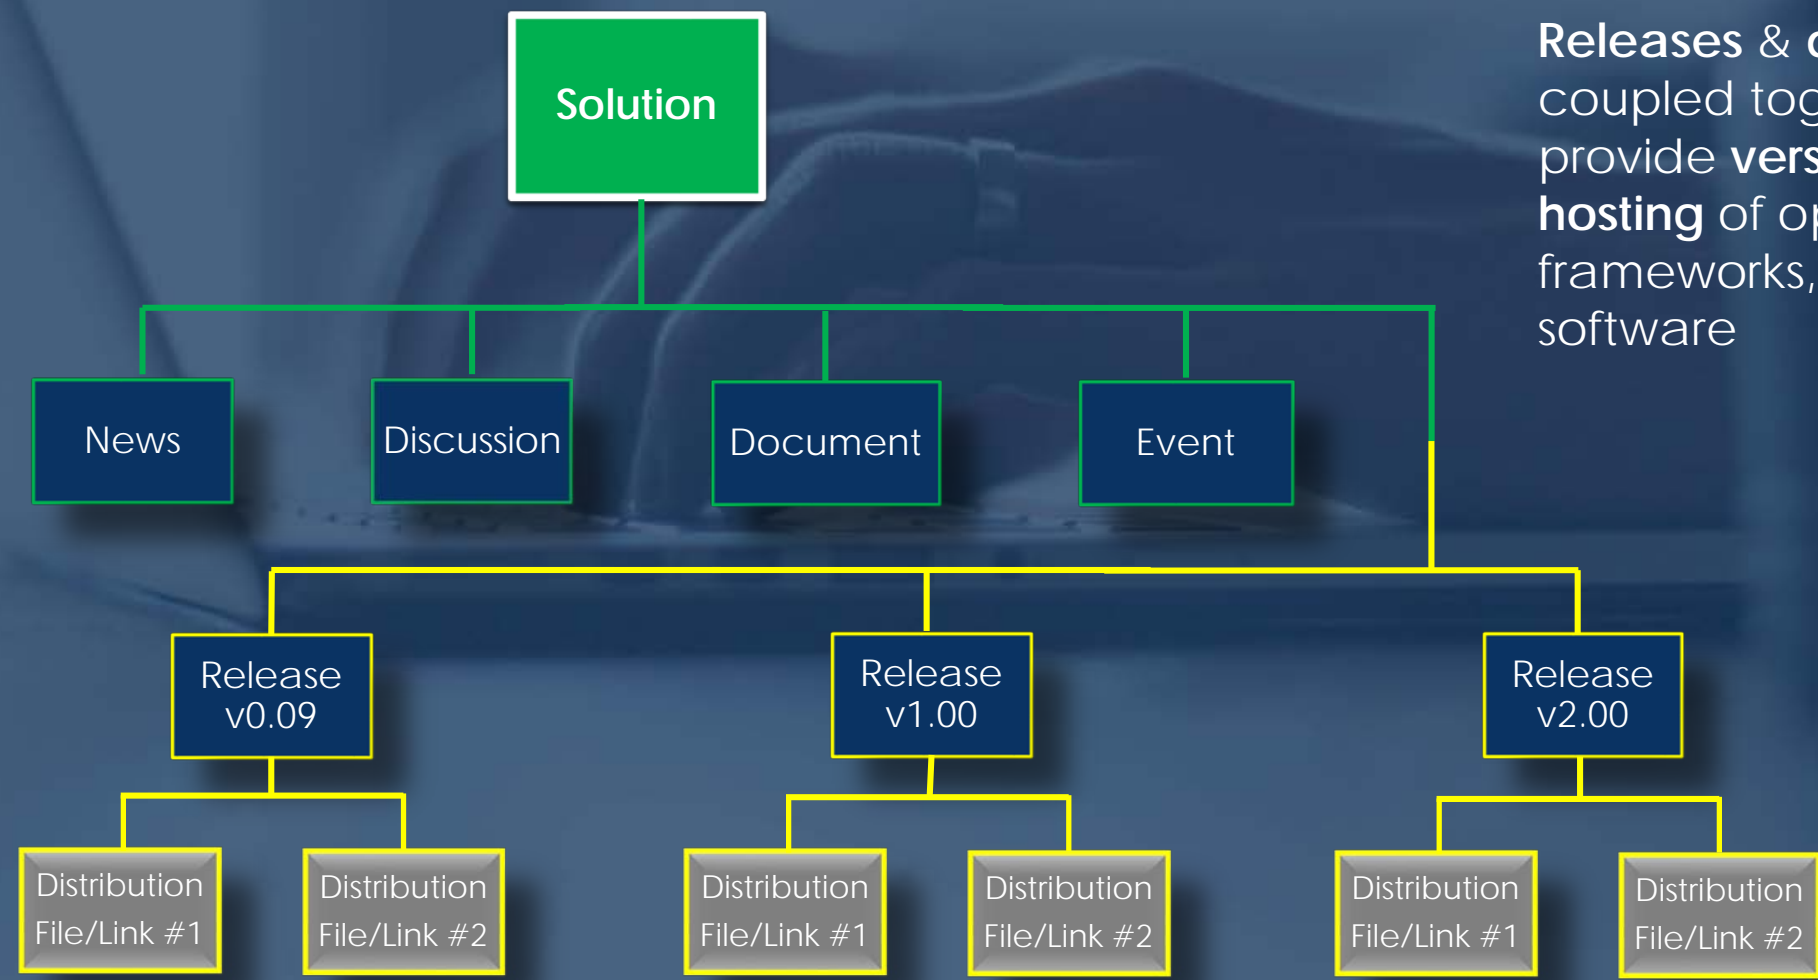 Solution
Releases &
coupled
provide
hosting of
frameworks,
software
News
Discussion
Document
Event
Release
v0.09
Release
v1.00
Release
v2.00
Distribution
File/Link #1
Distribution
File/Link #2
Distribution
File/Link #1
Distribution
File/Link #2
Distribution
File/Link #1
Distribution
File/Link #2